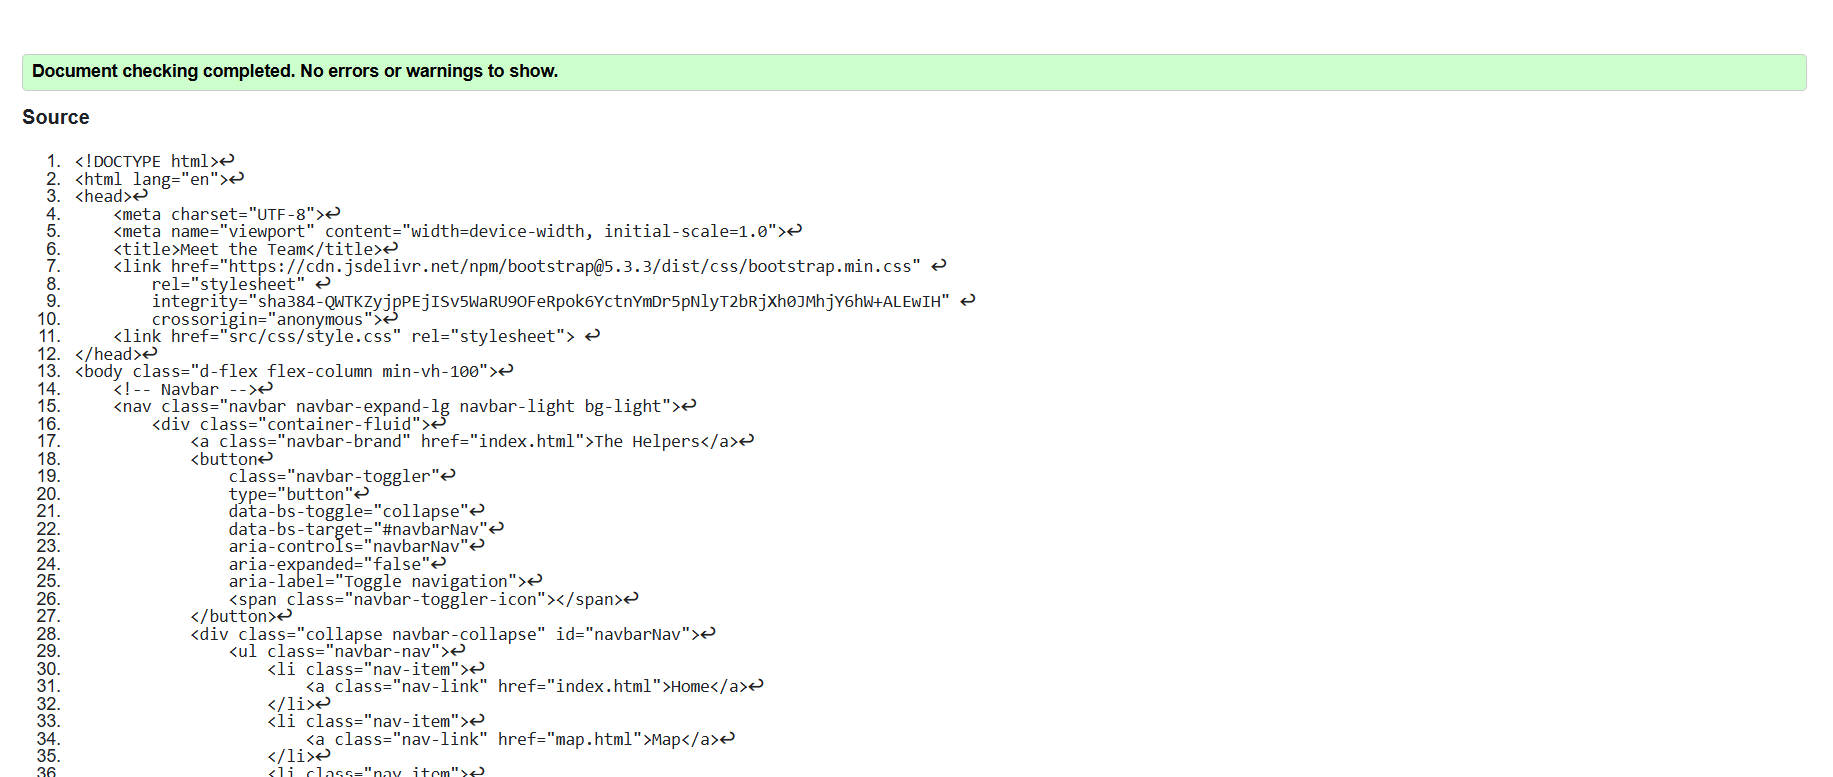 Document checking completed. No errors or warnings to show.
Source
1. <!DOCTYPE html>↩
2. <html lang="en">↩
3. <head>↩
4.     <meta charset="UTF-8">↩
5.     <meta name="viewport" content="width=device-width, initial-scale=1.0">↩
6.     <title>Meet the Team</title>↩
7.     <link href="https://cdn.jsdelivr.net/npm/bootstrap@5.3.3/dist/css/bootstrap.min.css" ↩
8.         rel="stylesheet" ↩
9.         integrity="sha384-QWTKZyjpPEjISv5WaRU9OFeRpok6YctnYmDr5pNlyT2bRjXh0JMhjY6hW+ALEwIH" ↩
10.         crossorigin="anonymous">↩
11.     <link href="src/css/style.css" rel="stylesheet"> ↩
12. </head>↩
13. <body class="d-flex flex-column min-vh-100">↩
14.     <!-- Navbar -->↩
15.     <nav class="navbar navbar-expand-lg navbar-light bg-light">↩
16.         <div class="container-fluid">↩
17.             <a class="navbar-brand" href="index.html">The Helpers</a>↩
18.             <button↩
19.                 class="navbar-toggler"↩
20.                 type="button"↩
21.                 data-bs-toggle="collapse"↩
22.                 data-bs-target="#navbarNav"↩
23.                 aria-controls="navbarNav"↩
24.                 aria-expanded="false"↩
25.                 aria-label="Toggle navigation">↩
26.                 <span class="navbar-toggler-icon"></span>↩
27.             </button>↩
28.             <div class="collapse navbar-collapse" id="navbarNav">↩
29.                 <ul class="navbar-nav">↩
30.                     <li class="nav-item">↩
31.                         <a class="nav-link" href="index.html">Home</a>↩
32.                     </li>↩
33.                     <li class="nav-item">↩
34.                         <a class="nav-link" href="map.html">Map</a>↩
35.                     </li>↩
36.                     <li class="nav-item">↩